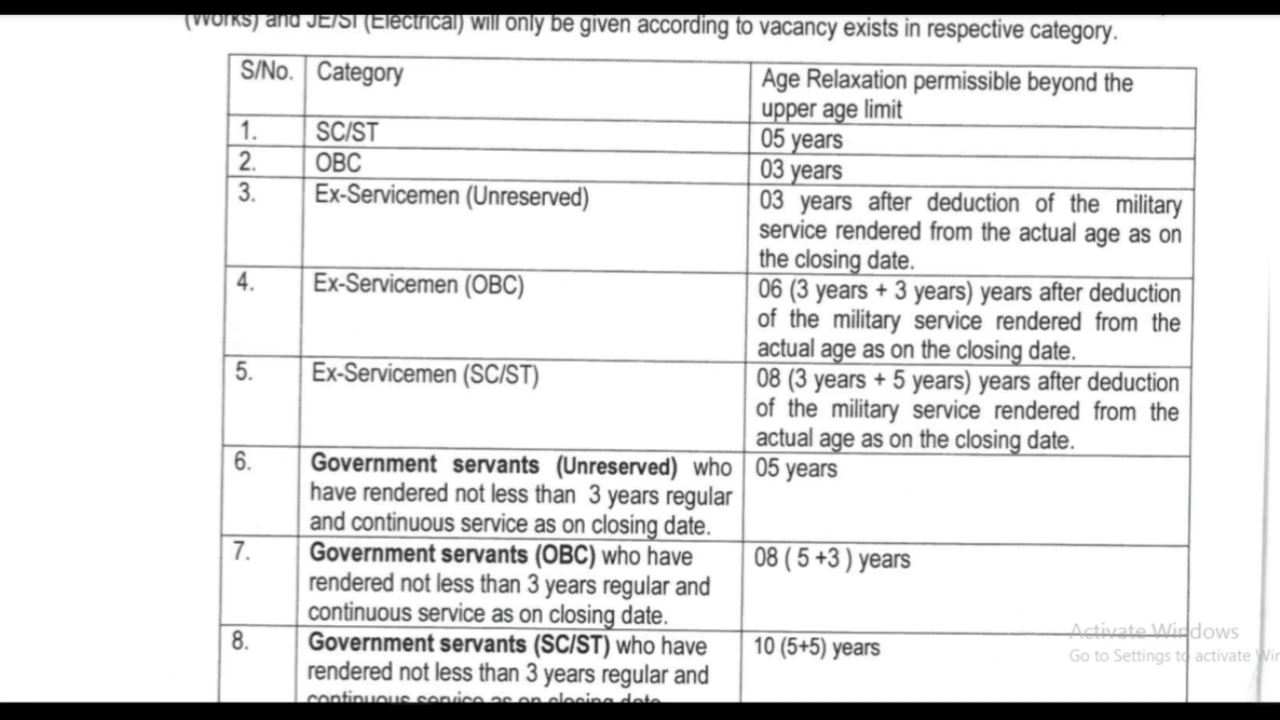 (Works) and JE/SI (Electrical) will only be given according to vacancy exists in respective category.
S/No. Category Age Relaxation permissible beyond the
upper age limit
1. SC/ST 05 years
2. OBC 03 years
3. Ex-Servicemen (Unreserved) 03 years after deduction of the military
service rendered from the actual age as on
the closing date.
4. Ex-Servicemen (OBC) 06 (3 years + 3 years) years after deduction
of the military service rendered from the
actual age as on the closing date.
5. Ex-Servicemen (SC/ST) 08 (3 years + 5 years) years after deduction
of the military service rendered from the
actual age as on the closing date.
6. Government servants (Unreserved) who 05 years
have rendered not less than 3 years regular
and continuous service as on closing date.
7. Government servants (OBC) who have 08 ( 5 +3 ) years
rendered not less than 3 years regular and
continuous service as on closing date.
8. Government servants (SC/ST) who have 10 (5+5) years
rendered not less than 3 years regular and
continuous service as on closing date
Activate Windows
Go to Settings to activate Win